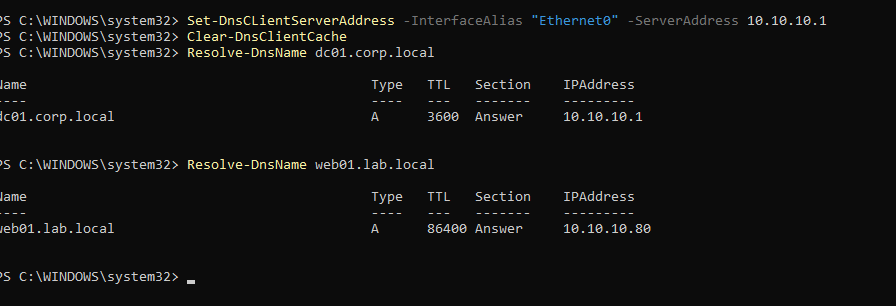 PS C:\WINDOWS\system32> Set-DnsCLientServerAddress -InterfaceAlias "Ethernet0" -ServerAddress 10.10.10.1
PS C:\WINDOWS\system32> Clear-DnsClientCache
PS C:\WINDOWS\system32> Resolve-DnsName dc01.corp.local
Name Type TTL Section IPAddress
---- ---- --- ------- ---------
dc01.corp.local A 3600 Answer 10.10.10.1
PS C:\WINDOWS\system32> Resolve-DnsName web01.lab.local
Name Type TTL Section IPAddress
---- ---- --- ------- ---------
web01.lab.local A 86400 Answer 10.10.10.80
PS C:\WINDOWS\system32>